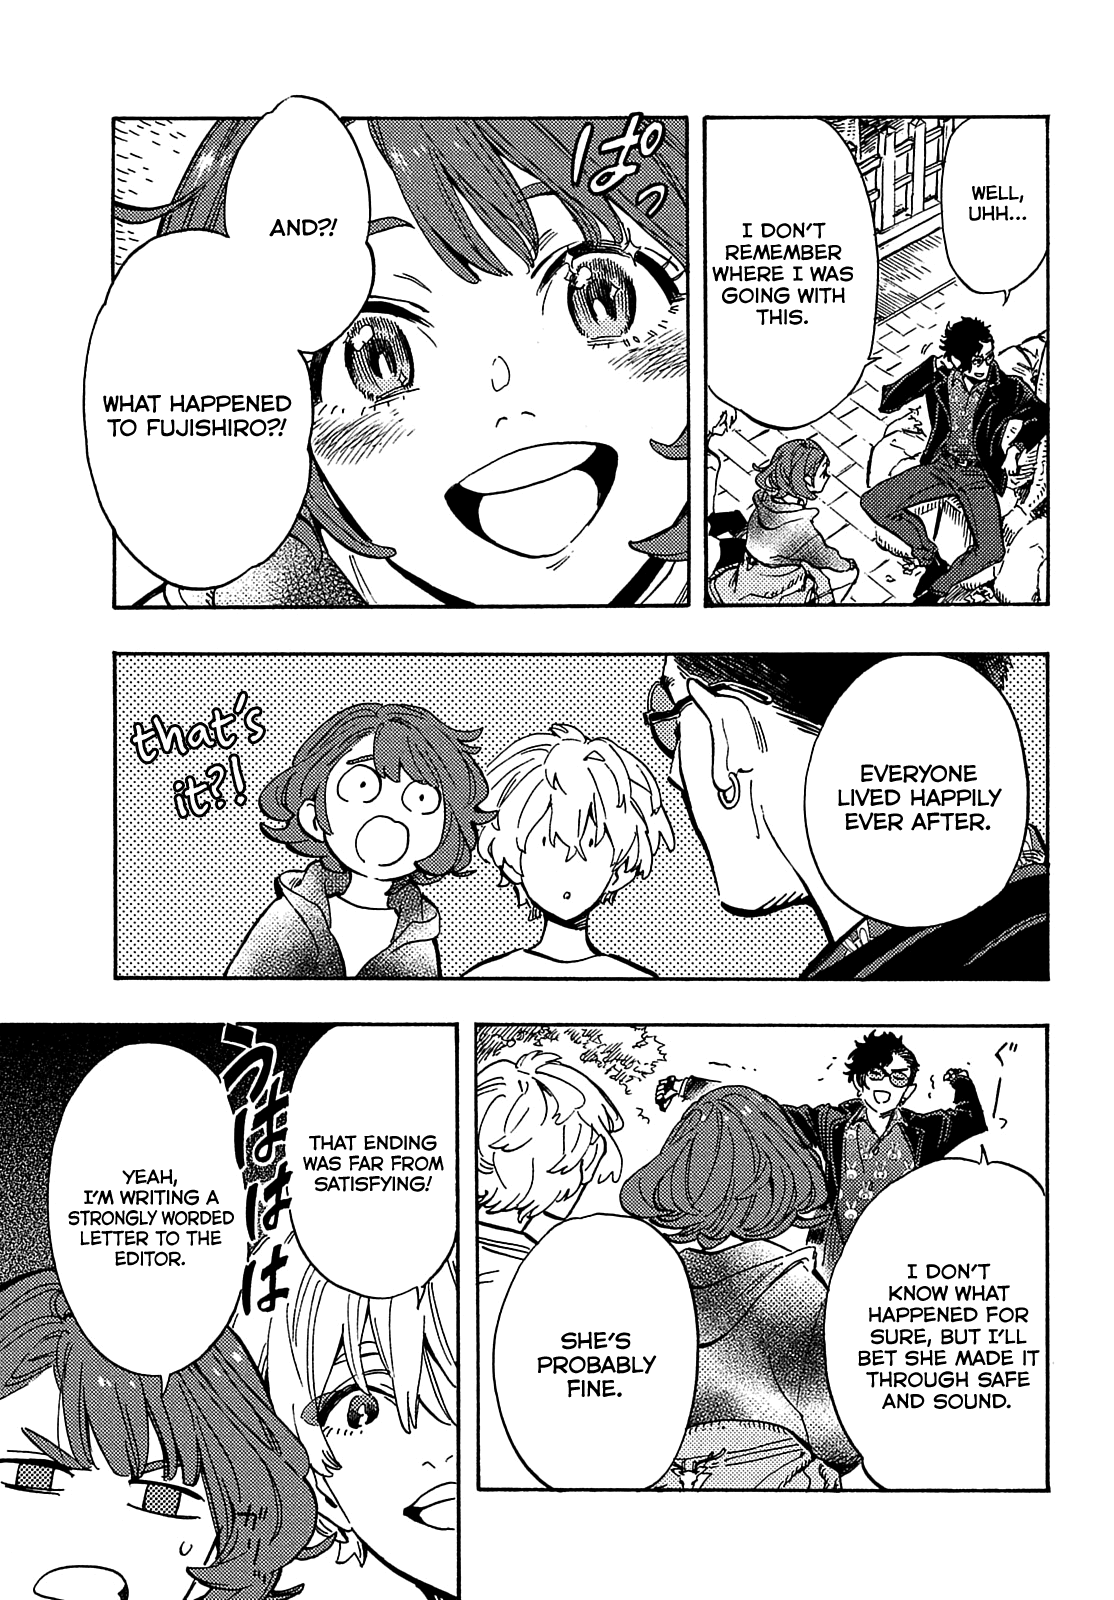 WELL,
UHH...
I DON'T
REMEMBER
WHERE I WAS
GOING WITH
THIS.
ぱっ
AND?!
WHAT HAPPENED
TO FUJISHIRO?!
EVERYONE
LIVED HAPPILY
EVER AFTER.
that's
it?!
ぐ
I DON'T
KNOW WHAT
HAPPENED FOR
SURE, BUT I'LL
BET SHE MADE IT
THROUGH SAFE
AND SOUND.
SHE'S
PROBABLY
FINE.
THAT ENDING
WAS FAR FROM
SATISFYING!
うははは
YEAH,
I'M WRITING A
STRONGLY WORDED
LETTER TO THE
EDITOR.